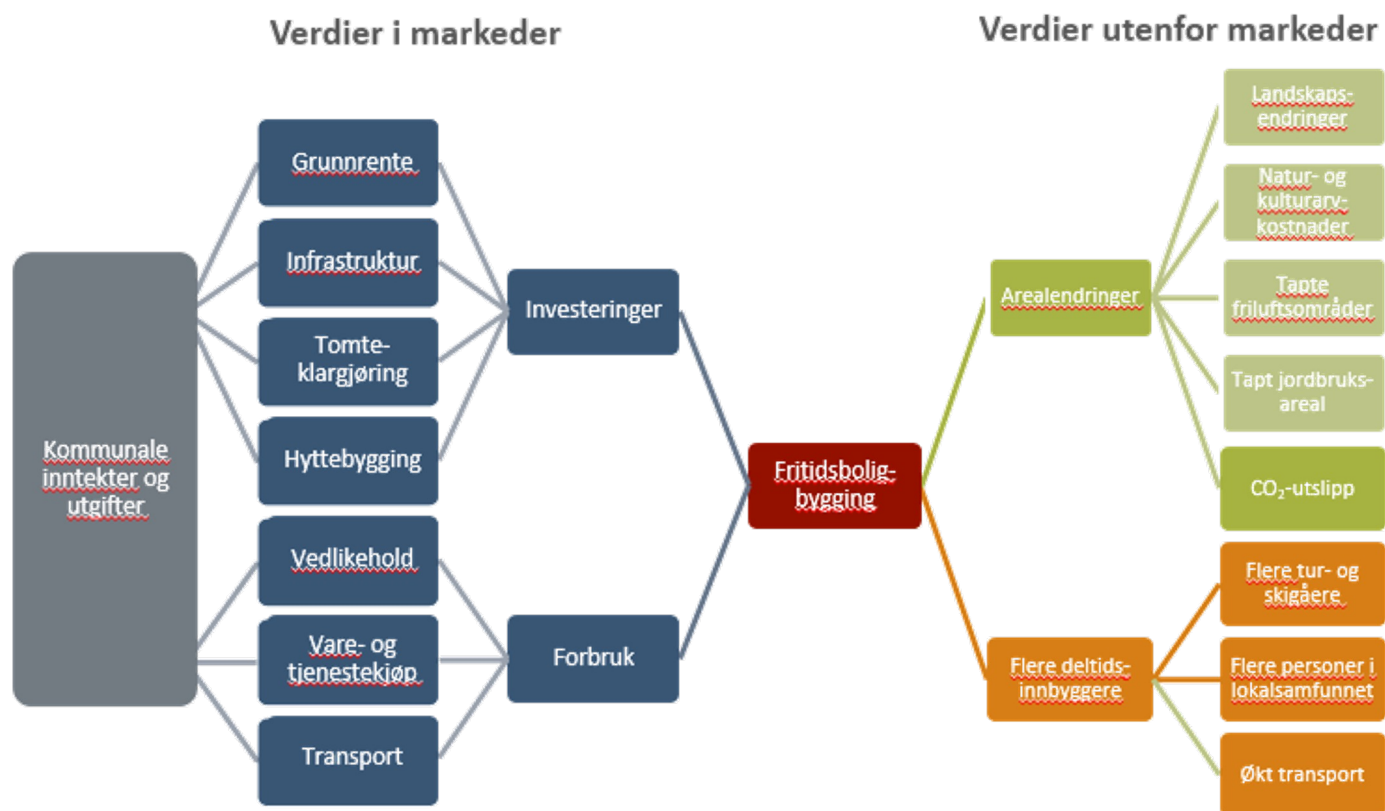 Verdier i markeder
Verdier utenfor markeder
Kommunale
inntekter og
utgifter
Grunnrente
Infrastruktur
Tomte-
klargjøring
Hyttebygging
Vedlikehold
Vare- og
tjenestekjøp
Transport
Investeringer
Forbruk
Fritidsbolig-
bygging
Arealendringer
Flere deltids-
innbyggere
Landskaps-
endringer
Natur- og
kulturarv-
kostnader
Tapte
friluftsområder
Tapt jordbruks-
areal
CO₂-utslipp
Flere tur- og
skigåere
Flere personer i
lokalsamfunnet
Økt transport